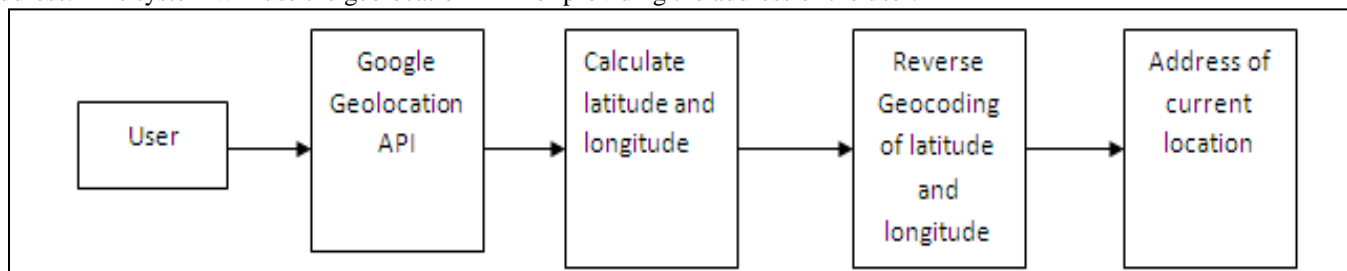 User
Google
Geolocation
API
Calculate
latitude and
longitude
Reverse
Geocoding
of latitude
and
longitude
Address of
current
location